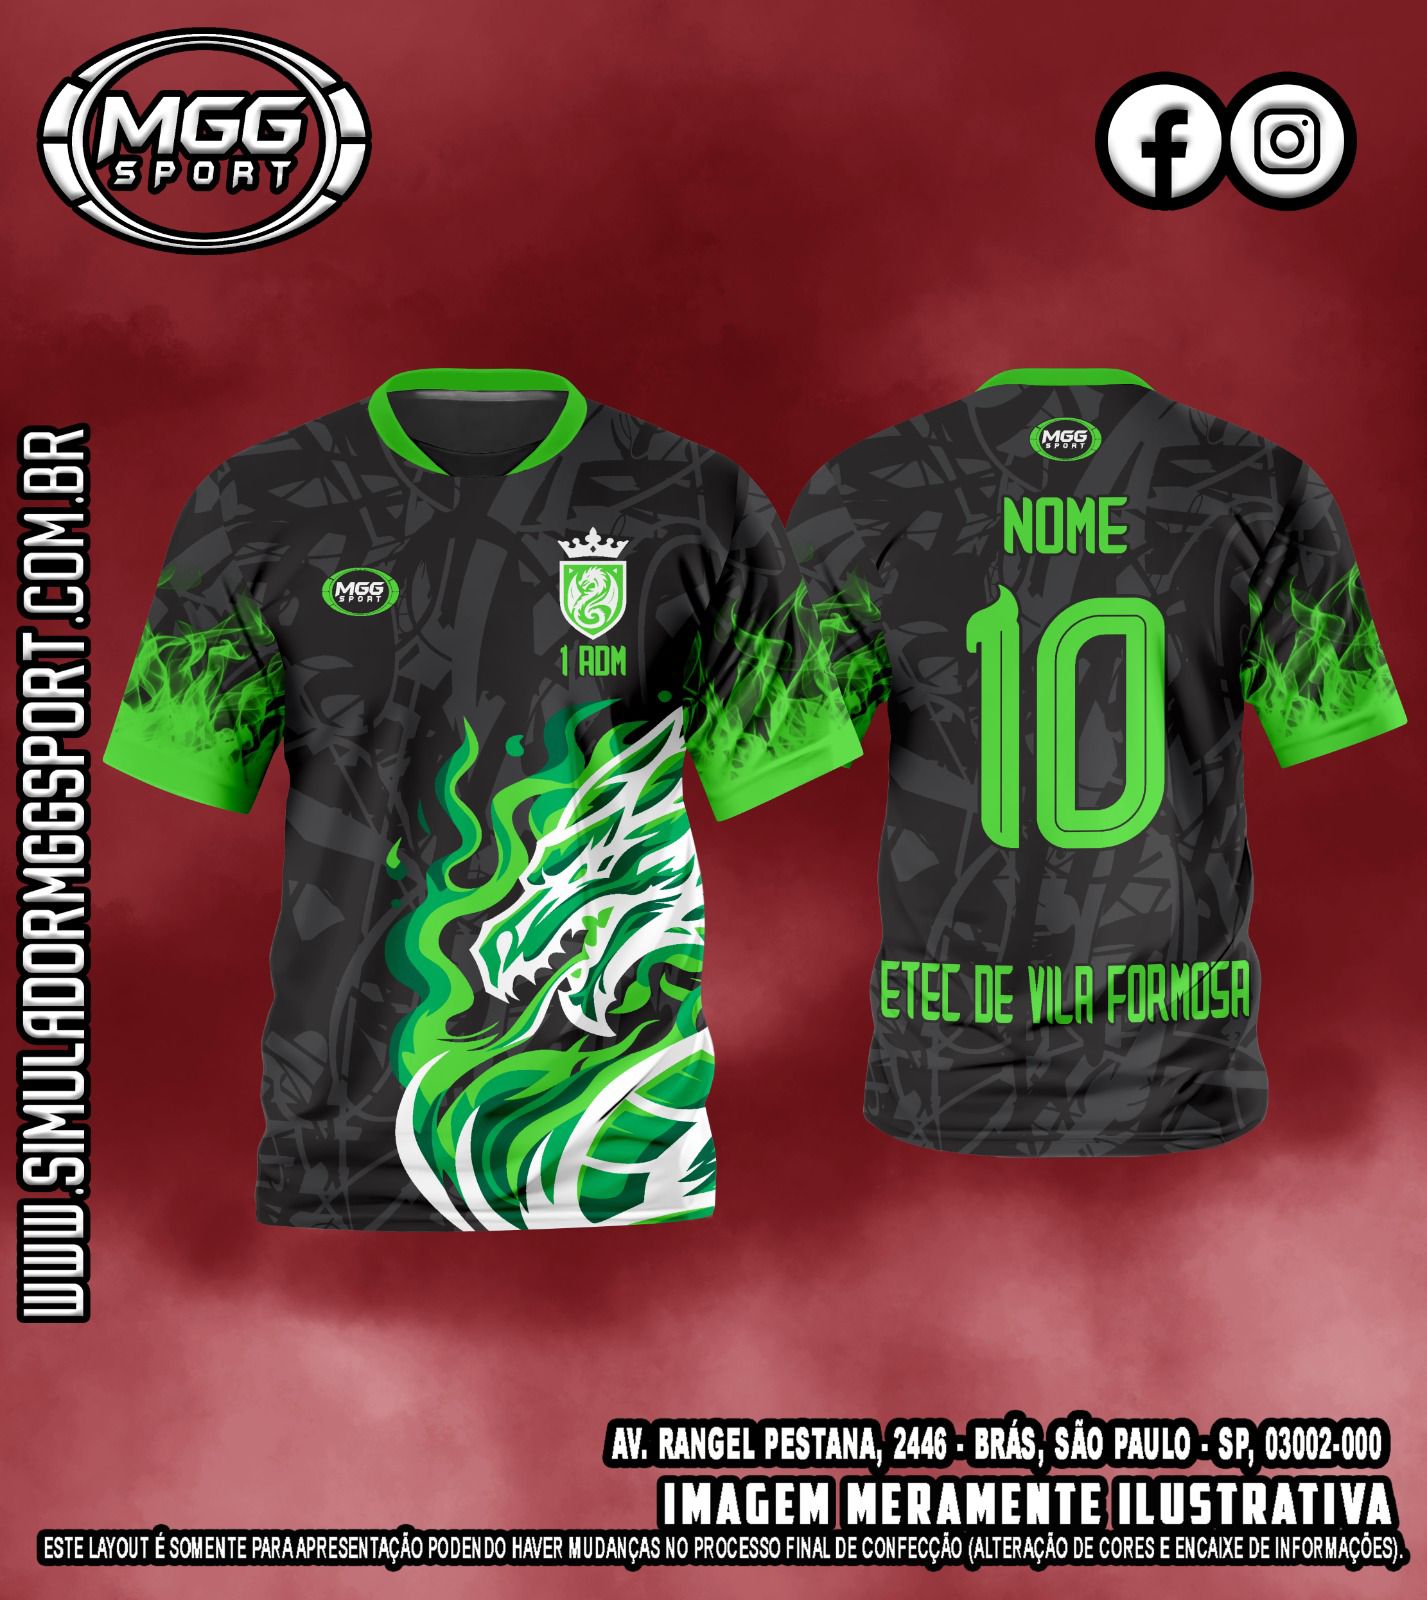 MGG
SPORT
WWW.SIMULADORMGGSPORT.COM.BR
MGG
SPORT
1 ADM
MGG
SPORT
NOME
10
ETEC DE VILA FORMOSA
AV. RANGEL PESTANA, 2446 - BRÁS, SÃO PAULO - SP, 03002-000
IMAGEM MERAMENTE ILUSTRATIVA
ESTE LAYOUT É SOMENTE PARA APRESENTAÇÃO PODENDO HAVER MUDANÇAS NO PROCESSO FINAL DE CONFECÇÃO (ALTERAÇÃO DE CORES E ENCAIXE DE INFORMAÇÕES).